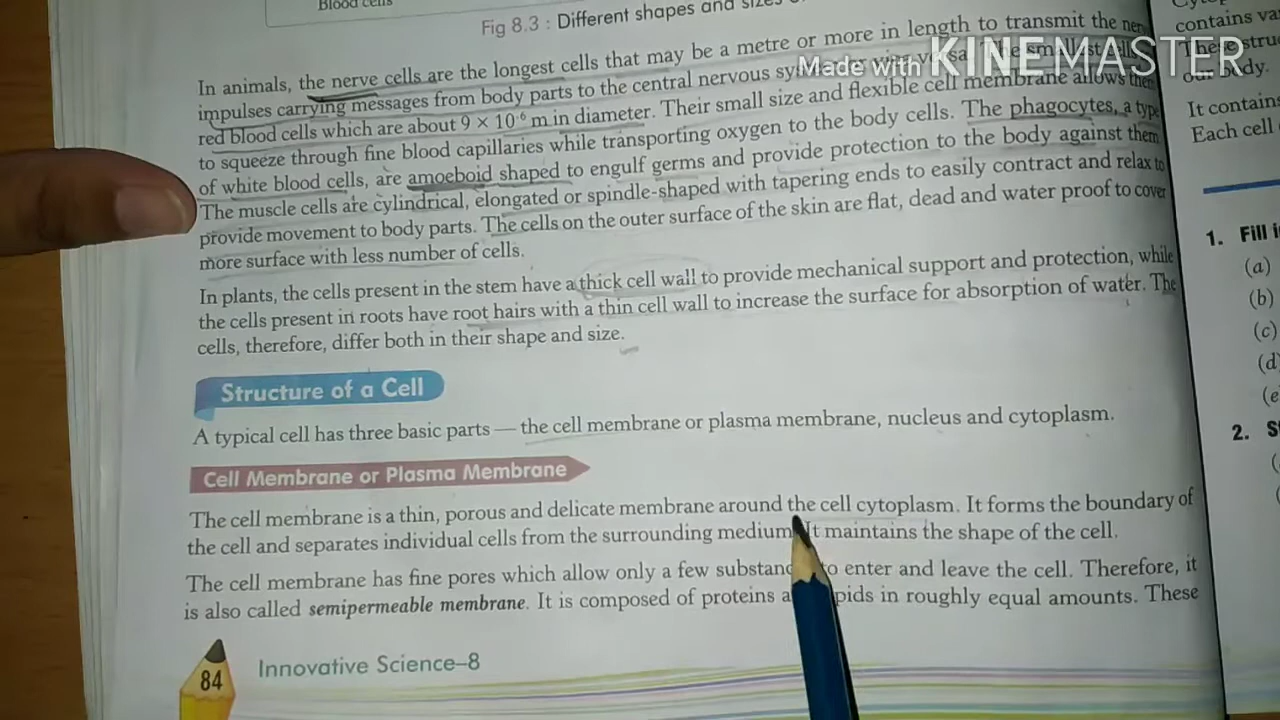 Blood cells
Fig 8.3 : Different shapes and sizes
In animals, the nerve cells are the longest cells that may be a metre or more in length to transmit the
impulses carrying messages from body parts to the central nervous
red blood cells which are about 9 × 10⁻⁶ m in diameter. Their small size and flexible cell membrane allows them
to squeeze through fine blood capillaries while transporting oxygen to the body cells. The phagocytes, a type
of white blood cells, are amoeboid shaped to engulf germs and provide protection to the body against them
The muscle cells are cylindrical, elongated or spindle-shaped with tapering ends to easily contract and relax to
provide movement to body parts. The cells on the outer surface of the skin are flat, dead and water proof to cover
more surface with less number of cells.
In plants, the cells present in the stem have a thick cell wall to provide mechanical support and protection, while
the cells present in roots have root hairs with a thin cell wall to increase the surface for absorption of water. The
cells, therefore, differ both in their shape and size.
Structure of a Cell
A typical cell has three basic parts — the cell membrane or plasma membrane, nucleus and cytoplasm.
Cell Membrane or Plasma Membrane
The cell membrane is a thin, porous and delicate membrane around the cell cytoplasm. It forms the boundary of
the cell and separates individual cells from the surrounding medium. It maintains the shape of the cell.
The cell membrane has fine pores which allow only a few to enter and leave the cell. Therefore, it
is also called semipermeable membrane. It is composed of proteins in roughly equal amounts. These
84
Innovative Science–8
Made with KINEMASTER
contains
These
our body.
It contains
Each cell
1. Fill
(a)
(b)
(c)
(d)
(e)
2.